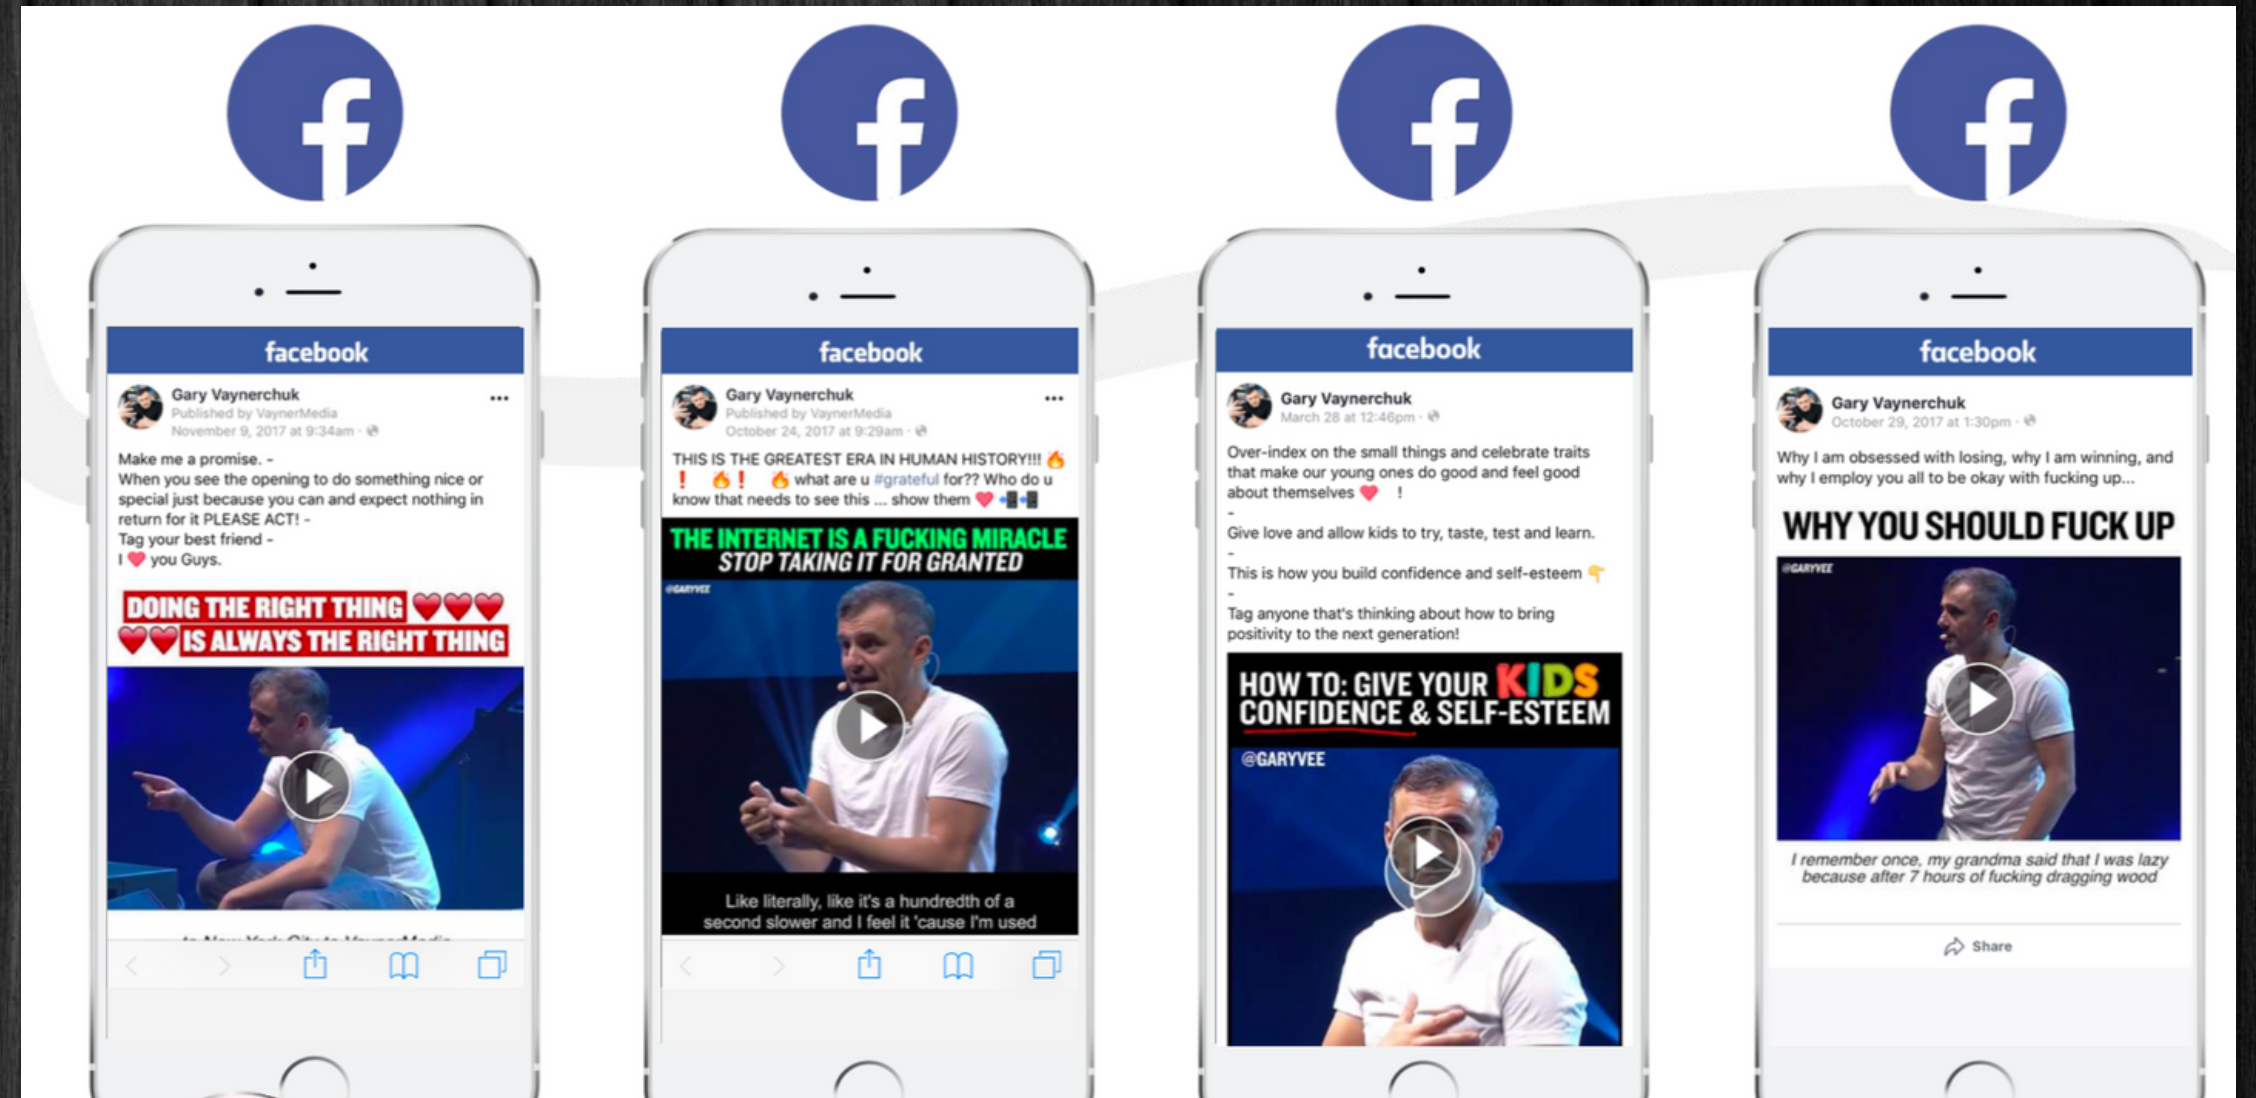 facebook
Gary Vaynerchuk
Published by VaynerMedia
November 9, 2017 at 9:34am ·
Make me a promise. -
When you see the opening to do something nice or
special just because you can and expect nothing in
return for it PLEASE ACT! -
Tag your best friend -
I ❤️ you Guys.
DOING THE RIGHT THING ❤️❤️❤️
❤️❤️ IS ALWAYS THE RIGHT THING
to New York City to VaynerMedia
facebook
Gary Vaynerchuk
Published by VaynerMedia
October 24, 2017 at 9:29am ·
THIS IS THE GREATEST ERA IN HUMAN HISTORY!!! 🔥
❗ 🔥❗ 🔥 what are u #grateful for?? Who do u
know that needs to see this ... show them ❤️ 📲📲
THE INTERNET IS A FUCKING MIRACLE
STOP TAKING IT FOR GRANTED
@GARYVEE
Like literally, like it's a hundredth of a
second slower and I feel it 'cause I'm used
facebook
Gary Vaynerchuk
March 28 at 12:46pm ·
Over-index on the small things and celebrate traits
that make our young ones do good and feel good
about themselves ❤️ !
-
Give love and allow kids to try, taste, test and learn.
-
This is how you build confidence and self-esteem 👇
-
Tag anyone that's thinking about how to bring
positivity to the next generation!
HOW TO: GIVE YOUR KIDS
CONFIDENCE & SELF-ESTEEM
@GARYVEE
facebook
Gary Vaynerchuk
October 29, 2017 at 1:30pm ·
Why I am obsessed with losing, why I am winning, and
why I employ you all to be okay with fucking up...
WHY YOU SHOULD FUCK UP
@GARYVEE
I remember once, my grandma said that I was lazy
because after 7 hours of fucking dragging wood
Share